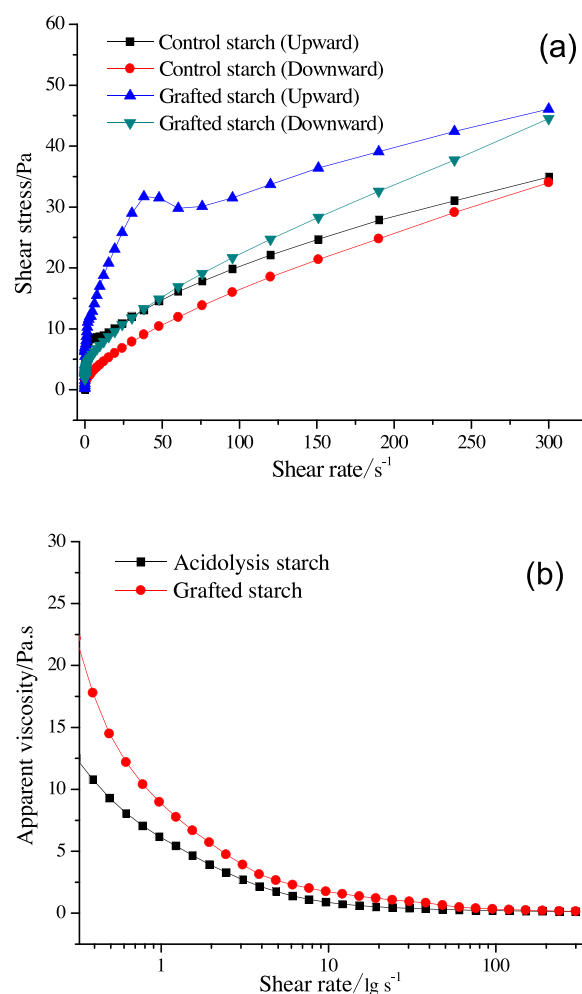 60
50
40
30
20
10
0
Shear stress/Pa
Control starch (Upward)
Control starch (Downward)
Grafted starch (Upward)
Grafted starch (Downward)
(a)
0 50 100 150 200 250 300
Shear rate/s⁻¹
30
25
20
15
10
5
0
Apparent viscosity/Pa.s
Acidolysis starch
Grafted starch
(b)
1 10 100
Shear rate/lg s⁻¹